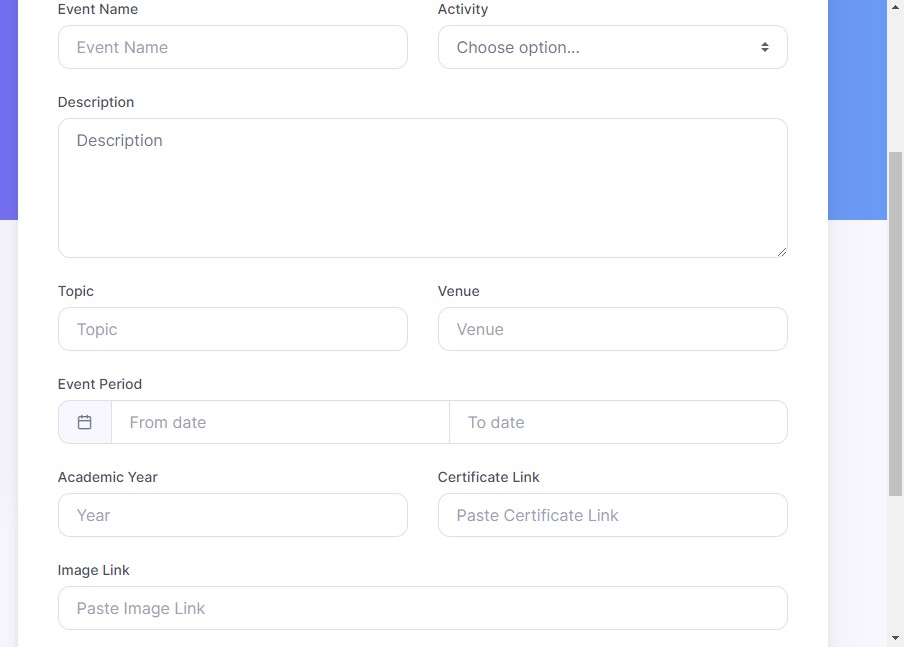 Event Name
Activity
Event Name
Choose option...
Description
Description
Topic
Venue
Topic
Venue
Event Period
From date
To date
Academic Year
Certificate Link
Year
Paste Certificate Link
Image Link
Paste Image Link